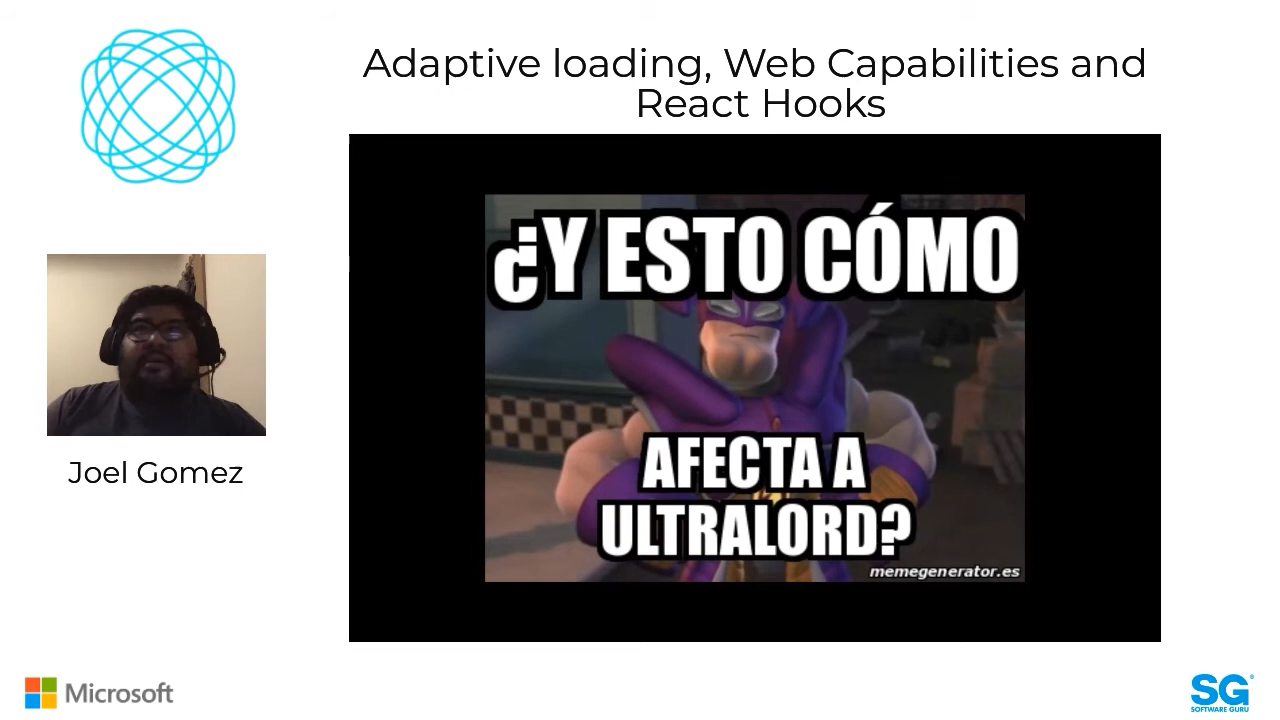 Adaptive loading, Web Capabilities and
React Hooks
¿Y ESTO CÓMO
AFECTA A
ULTRALORD?
memegenerator.es
Joel Gomez
Microsoft
SG
SOFTWARE GURU